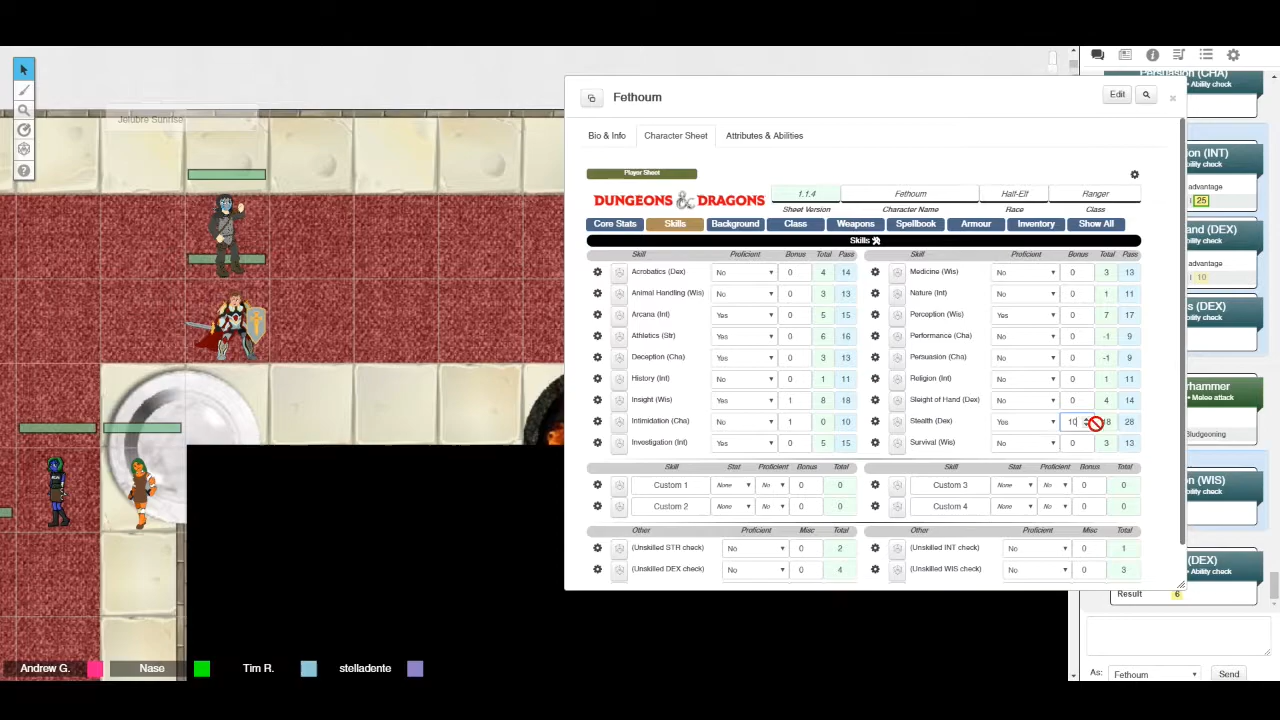 Jelubre Sunrise
Fethoum
Edit
Bio & Info
Character Sheet
Attributes & Abilities
Player Sheet
DUNGEONS & DRAGONS
1.1.4
Fethoum
Half-Elf
Ranger
Sheet Version
Character Name
Race
Class
Core Stats
Skills
Background
Class
Weapons
Spellbook
Armour
Inventory
Show All
Skills
Skill Proficient Bonus Total Pass
Acrobatics (Dex) No 0 4 14
Animal Handling (Wis) No 0 3 13
Arcana (Int) Yes 0 5 15
Athletics (Str) Yes 0 6 16
Deception (Cha) Yes 0 3 13
History (Int) No 0 1 11
Insight (Wis) Yes 1 8 18
Intimidation (Cha) No 1 0 10
Investigation (Int) Yes 0 5 15
Skill Proficient Bonus Total Pass
Medicine (Wis) No 0 3 13
Nature (Int) No 0 1 11
Perception (Wis) Yes 0 7 17
Performance (Cha) No 0 -1 9
Persuasion (Cha) No 0 -1 9
Religion (Int) No 0 1 11
Sleight of Hand (Dex) No 0 4 14
Stealth (Dex) Yes 10 28
Survival (Wis) No 0 3 13
Skill Stat Proficient Bonus Total
Custom 1 None No 0 0
Custom 2 None No 0 0
Skill Stat Proficient Bonus Total
Custom 3 None No 0 0
Custom 4 None No 0 0
Other Proficient Misc Total
(Unskilled STR check) No 0 2
(Unskilled DEX check) No 0 4
Other Proficient Misc Total
(Unskilled INT check) No 0 1
(Unskilled WIS check) No 0 3
Persuasion (CHA)
Ability check
on (INT)
bility check
advantage
25
and (DEX)
bility check
advantage
10
s (DEX)
bility check
rhammer
Melee attack
Bludgeoning
on (WIS)
bility check
(DEX)
Ability check
Result 6
As: Fethoum
Send
Andrew G.
Nase
Tim R.
stelladente